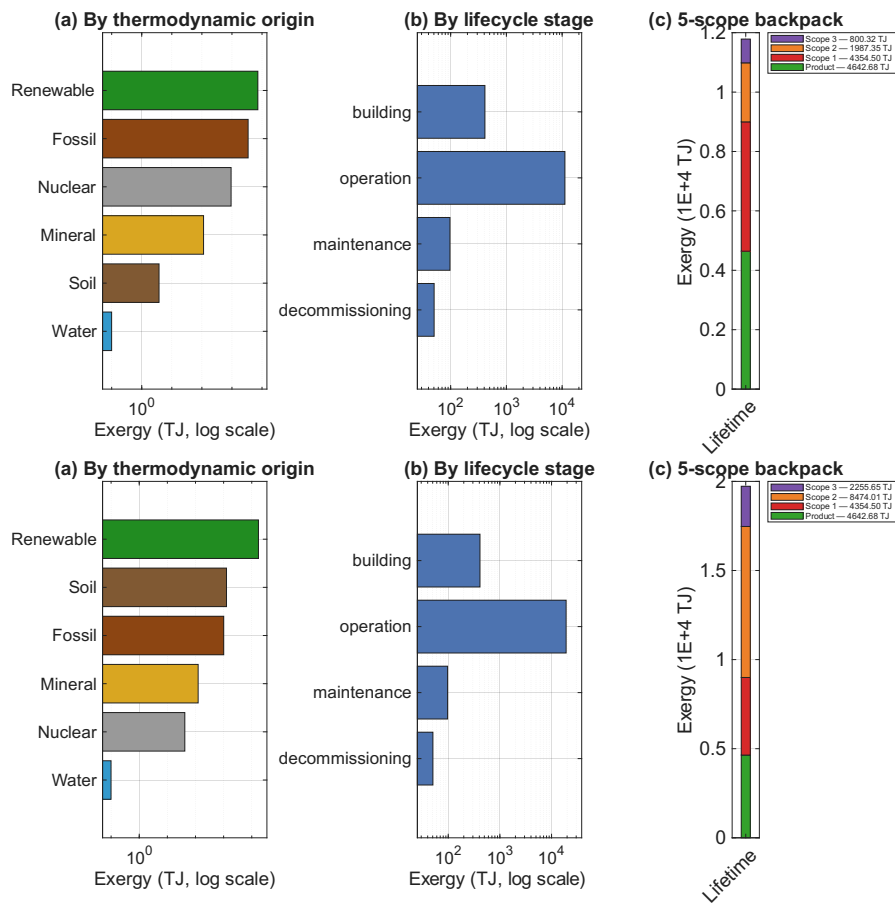 (a) By thermodynamic origin
Renewable
Fossil
Nuclear
Mineral
Soil
Water
10^0
Exergy (TJ, log scale)
(b) By lifecycle stage
building
operation
maintenance
decommissioning
10^2 10^3 10^4
Exergy (TJ, log scale)
(c) 5-scope backpack
Scope 3 — 800.32 TJ
Scope 2 — 1987.35 TJ
Scope 1 — 4354.50 TJ
Product — 4642.68 TJ
1.2
1
0.8
0.6
0.4
0.2
0
Exergy (1E+4 TJ)
Lifetime
(a) By thermodynamic origin
Renewable
Soil
Fossil
Mineral
Nuclear
Water
10^0
Exergy (TJ, log scale)
(b) By lifecycle stage
building
operation
maintenance
decommissioning
10^2 10^3 10^4
Exergy (TJ, log scale)
(c) 5-scope backpack
Scope 3 — 2255.65 TJ
Scope 2 — 8474.01 TJ
Scope 1 — 4354.50 TJ
Product — 4642.68 TJ
2
1.5
1
0.5
0
Exergy (1E+4 TJ)
Lifetime